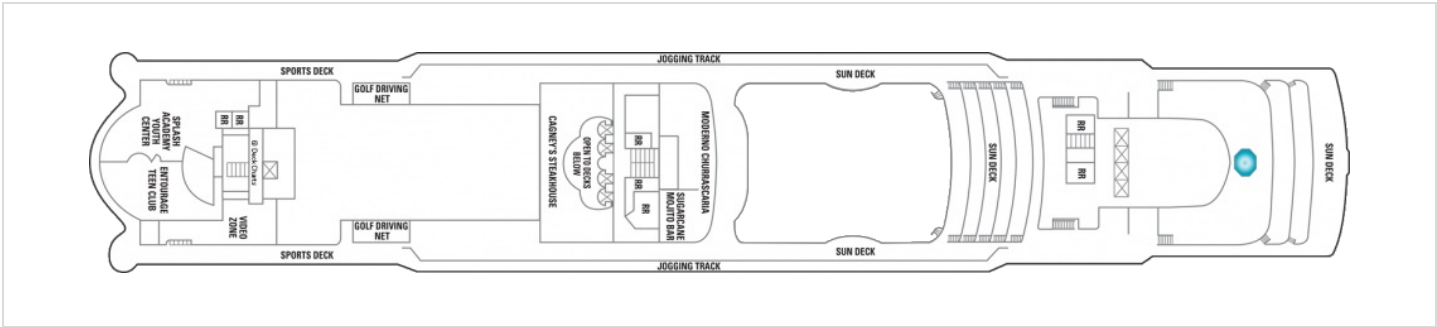 SPORTS DECK
GOLF DRIVING
NET
JOGGING TRACK
SUN DECK
SPLASH
ACADEMY
YOUTH
CENTER
RR
RR
@ Deck Charts
ENTOURAGE
TEEN CLUB
VIDEO
ZONE
SPORTS DECK
GOLF DRIVING
NET
CAGNEY'S STEAKHOUSE
OPEN TO DECKS
BELOW
RR
RR
RR
MODERNO CHURRASCARIA
SUGARCANE
MOJITO BAR
JOGGING TRACK
SUN DECK
SUN DECK
RR
RR
SUN DECK